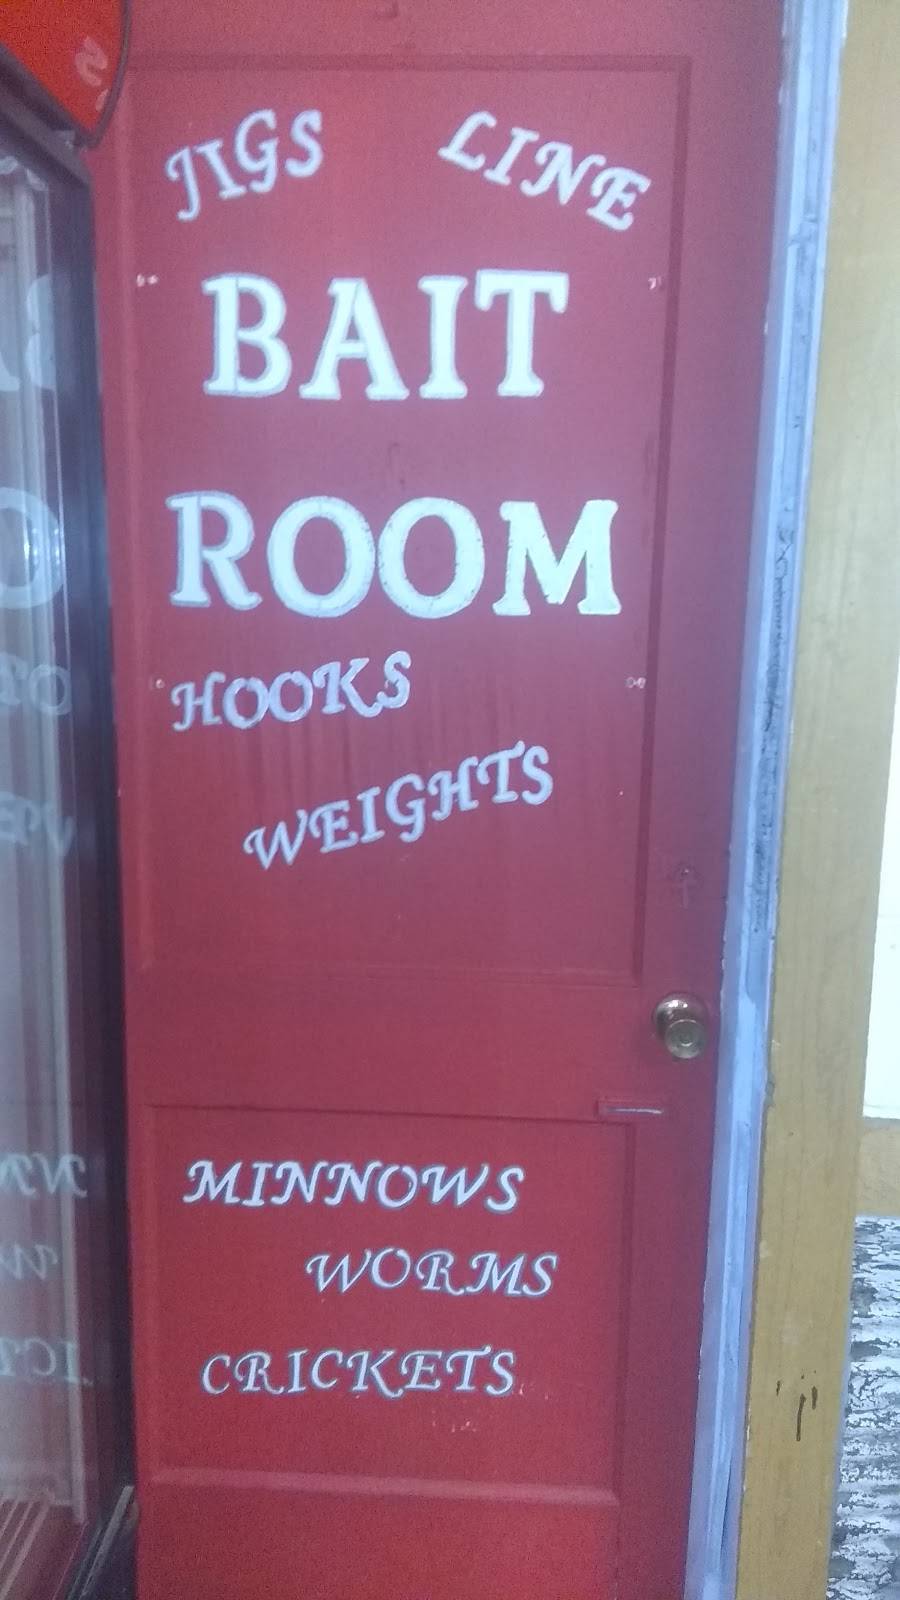 JIGS LINE
BAIT
ROOM
HOOKS
WEIGHTS
MINNOWS
WORMS
CRICKETS